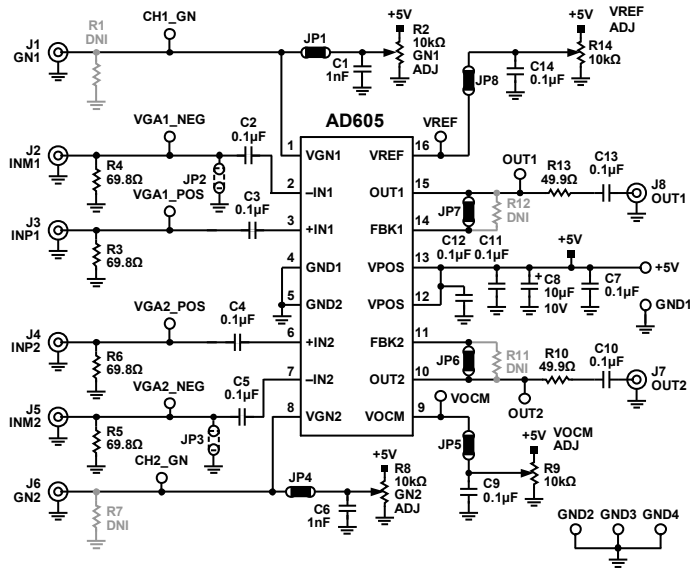 J1
GN1
R1
DNI
CH1_GN
JP1
C1
1nF
+5V
R2
10kΩ
GN1
ADJ
+5V
VREF
ADJ
R14
10kΩ
C14
0.1µF
JP8
AD605
VREF
VGA1_NEG
C2
0.1µF
J2
INM1
R4
69.8Ω
JP2
VGA1_POS
C3
0.1µF
J3
INP1
R3
69.8Ω
1
VGN1
2
–IN1
3
+IN1
4
GND1
5
GND2
6
+IN2
7
–IN2
8
VGN2
VREF
16
OUT1
15
FBK1
14
VPOS
13
VPOS
12
FBK2
11
OUT2
10
VOCM
9
OUT1
R13
49.9Ω
C13
0.1µF
J8
OUT1
JP7
R12
DNI
C12
0.1µF
C11
0.1µF
+5V
+
C8
10µF
10V
C7
0.1µF
+5V
GND1
VGA2_POS
C4
0.1µF
J4
INP2
R6
69.8Ω
VGA2_NEG
C5
0.1µF
J5
INM2
R5
69.8Ω
JP3
JP6
R11
DNI
R10
49.9Ω
C10
0.1µF
J7
OUT2
OUT2
VOCM
JP5
+5V
VOCM
ADJ
R9
10kΩ
C9
0.1µF
J6
GN2
R7
DNI
CH2_GN
JP4
C6
1nF
+5V
R8
10kΩ
GN2
ADJ
GND2 GND3 GND4